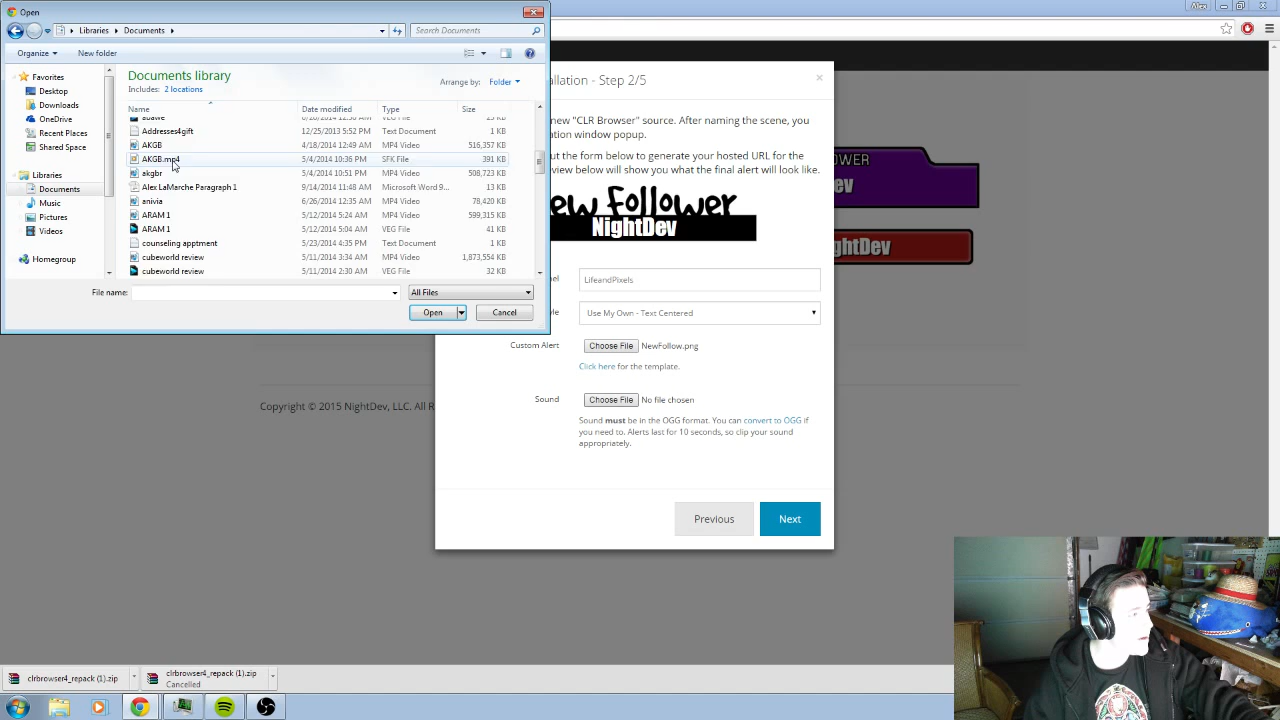 Open
Alex
Libraries
Documents
Search Documents
Organize
New folder
Favorites
Desktop
Downloads
OneDrive
Recent Places
Shared Space
Libraries
Documents
Music
Pictures
Videos
Homegroup
Documents library
Includes: 2 locations
Arrange by: Folder
Name Date modified Type Size
Addresses4gift 12/25/2013 5:52 PM Text Document 1 KB
AKGB 4/18/2014 12:49 AM MP4 Video 516,357 KB
AKGB.mp4 5/4/2014 10:36 PM SFK File 391 KB
akgbr 5/4/2014 10:51 PM MP4 Video 508,723 KB
Alex LaMarche Paragraph 1 9/14/2014 11:48 AM Microsoft Word 9... 13 KB
anivia 6/26/2014 12:35 AM MP4 Video 78,420 KB
ARAM 1 5/12/2014 5:24 AM MP4 Video 599,315 KB
ARAM 1 5/12/2014 5:24 AM VEG File 41 KB
counseling apptment 5/23/2014 4:35 PM Text Document 1 KB
cubeworld review 5/11/2014 3:34 AM MP4 Video 1,873,554 KB
cubeworld review 5/11/2014 2:30 AM VEG File 32 KB
File name:
All Files
Open
Cancel
llation - Step 2/5
×
new "CLR Browser" source. After naming the scene, you
ation window popup.
ut the form below to generate your hosted URL for the
review below will show you what the final alert will look like.
ew Follower
NightDev
OWER
dev
ghtDev
nel
LifeandPixels
le
Use My Own - Text Centered
Custom Alert
Choose File NewFollow.png
Click here for the template.
Sound
Choose File No file chosen
Sound must be in the OGG format. You can convert to OGG if
you need to. Alerts last for 10 seconds, so clip your sound
appropriately.
Previous
Next
Copyright © 2015 NightDev, LLC. All R
clrbrowser4_repack (1).zip
clrbrowser4_repack (1).zip
Cancelled